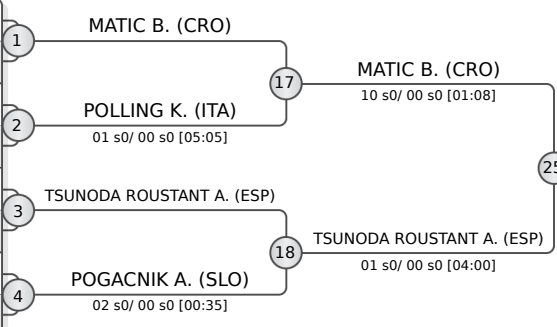 MATIC B. (CRO)
1
17
MATIC B. (CRO)
10 s0/ 00 s0 [01:08]
POLLING K. (ITA)
2
01 s0/ 00 s0 [05:05]
25
TSUNODA ROUSTANT A. (ESP)
3
18
TSUNODA ROUSTANT A. (ESP)
01 s0/ 00 s0 [04:00]
POGACNIK A. (SLO)
4
02 s0/ 00 s0 [00:35]